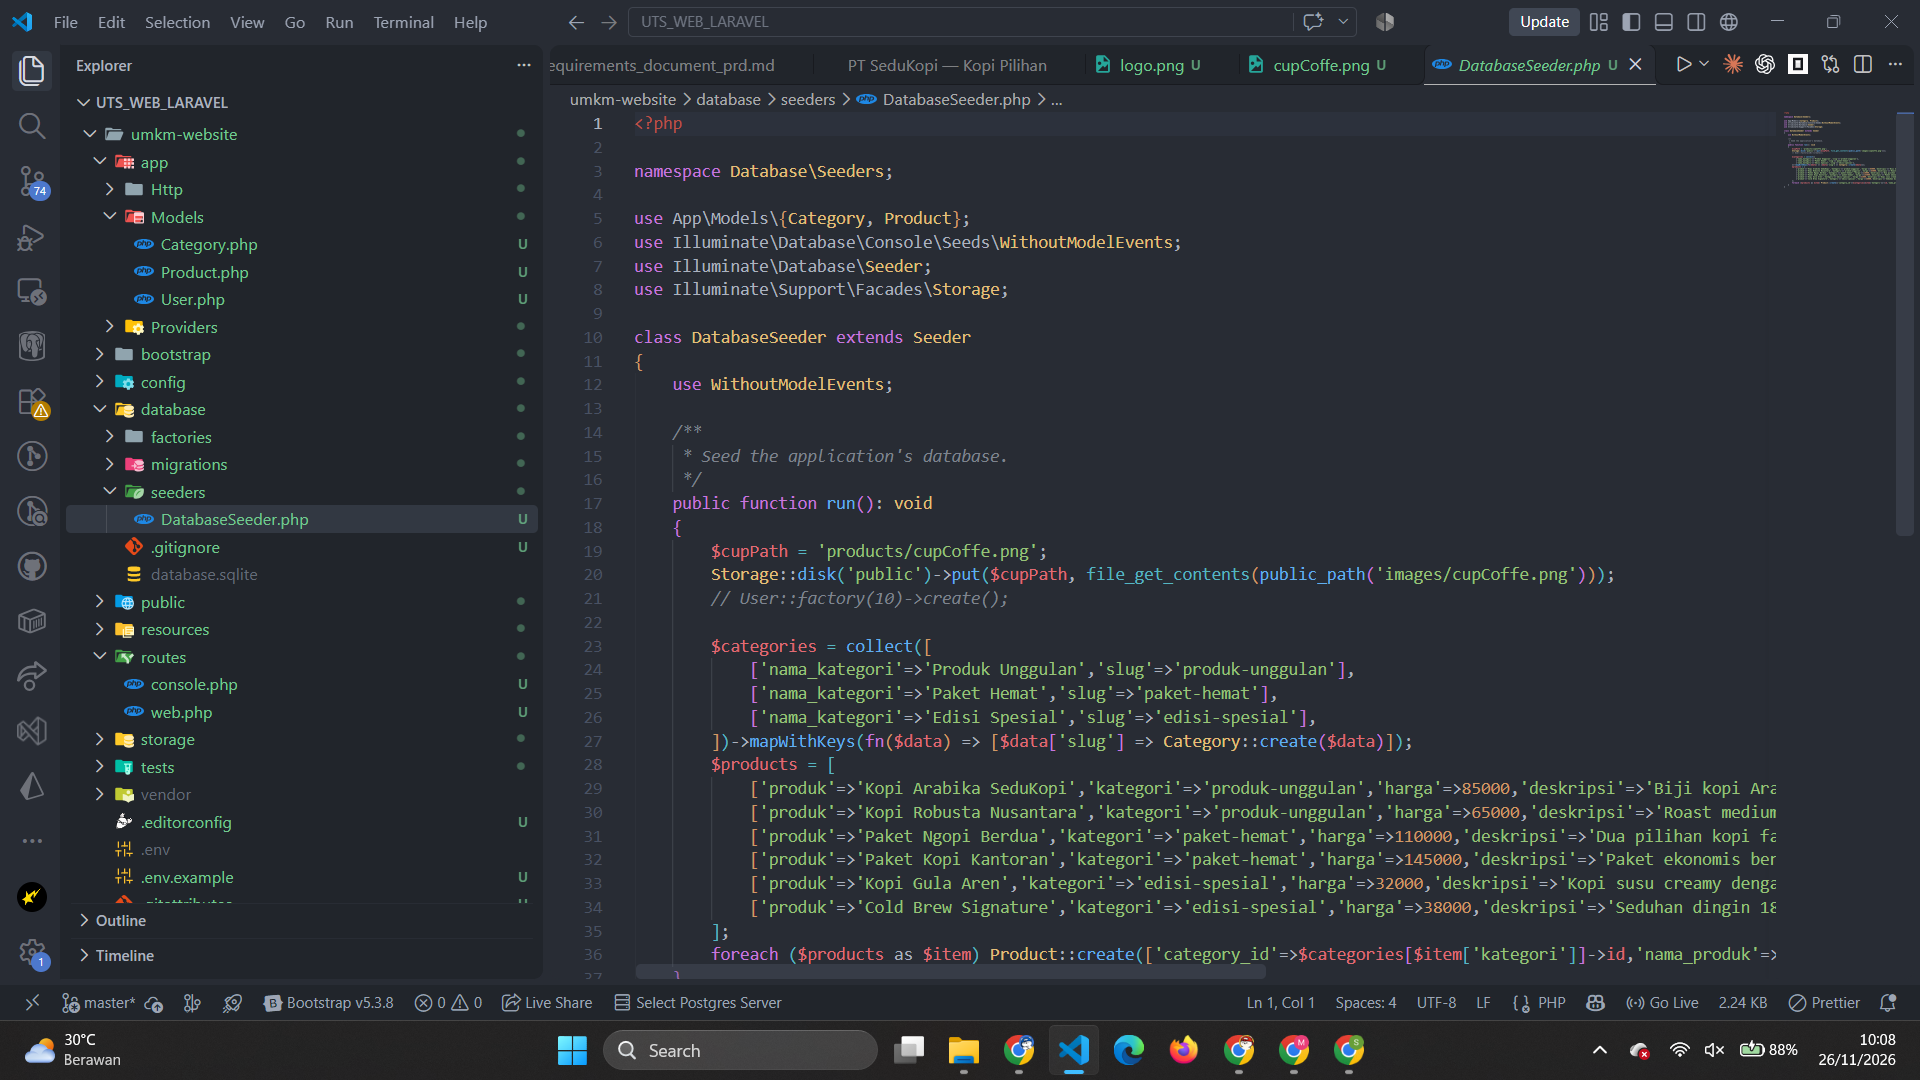 File Edit Selection View Go Run Terminal Help
UTS_WEB_LARAVEL
Update
Explorer
equirements_document_prd.md
PT SeduKopi — Kopi Pilihan
logo.png U
cupCoffe.png U
DatabaseSeeder.php U
umkm-website > database > seeders > DatabaseSeeder.php > ...
UTS_WEB_LARAVEL
umkm-website
app
Http
Models
Category.php U
Product.php U
User.php U
Providers
bootstrap
config
database
factories
migrations
seeders
DatabaseSeeder.php U
.gitignore U
database.sqlite
public
resources
routes
console.php U
web.php U
storage
tests
vendor
.editorconfig U
.env
.env.example U
Outline
Timeline
74
1
1 <?php
2
3 namespace Database\Seeders;
4
5 use App\Models\{Category, Product};
6 use Illuminate\Database\Console\Seeds\WithoutModelEvents;
7 use Illuminate\Database\Seeder;
8 use Illuminate\Support\Facades\Storage;
9
10 class DatabaseSeeder extends Seeder
11 {
12 use WithoutModelEvents;
13
14 /**
15 * Seed the application's database.
16 */
17 public function run(): void
18 {
19 $cupPath = 'products/cupCoffe.png';
20 Storage::disk('public')->put($cupPath, file_get_contents(public_path('images/cupCoffe.png')));
21 // User::factory(10)->create();
22
23 $categories = collect([
24 ['nama_kategori'=>'Produk Unggulan','slug'=>'produk-unggulan'],
25 ['nama_kategori'=>'Paket Hemat','slug'=>'paket-hemat'],
26 ['nama_kategori'=>'Edisi Spesial','slug'=>'edisi-spesial'],
27 ])->mapWithKeys(fn($data) => [$data['slug'] => Category::create($data)]);
28 $products = [
29 ['produk'=>'Kopi Arabika SeduKopi','kategori'=>'produk-unggulan','harga'=>85000,'deskripsi'=>'Biji kopi Ara
30 ['produk'=>'Kopi Robusta Nusantara','kategori'=>'produk-unggulan','harga'=>65000,'deskripsi'=>'Roast medium
31 ['produk'=>'Paket Ngopi Berdua','kategori'=>'paket-hemat','harga'=>110000,'deskripsi'=>'Dua pilihan kopi fa
32 ['produk'=>'Paket Kopi Kantoran','kategori'=>'paket-hemat','harga'=>145000,'deskripsi'=>'Paket ekonomis ber
33 ['produk'=>'Kopi Gula Aren','kategori'=>'edisi-spesial','harga'=>32000,'deskripsi'=>'Kopi susu creamy denga
34 ['produk'=>'Cold Brew Signature','kategori'=>'edisi-spesial','harga'=>38000,'deskripsi'=>'Seduhan dingin 18
35 ];
36 foreach ($products as $item) Product::create(['category_id'=>$categories[$item['kategori']]->id,'nama_produk'=>
37 }
master* Bootstrap v5.3.8 0 0 Live Share Select Postgres Server Ln 1, Col 1 Spaces: 4 UTF-8 LF PHP Go Live 2.24 KB Prettier
30°C
Berawan
Search
88%
10:08
26/11/2026